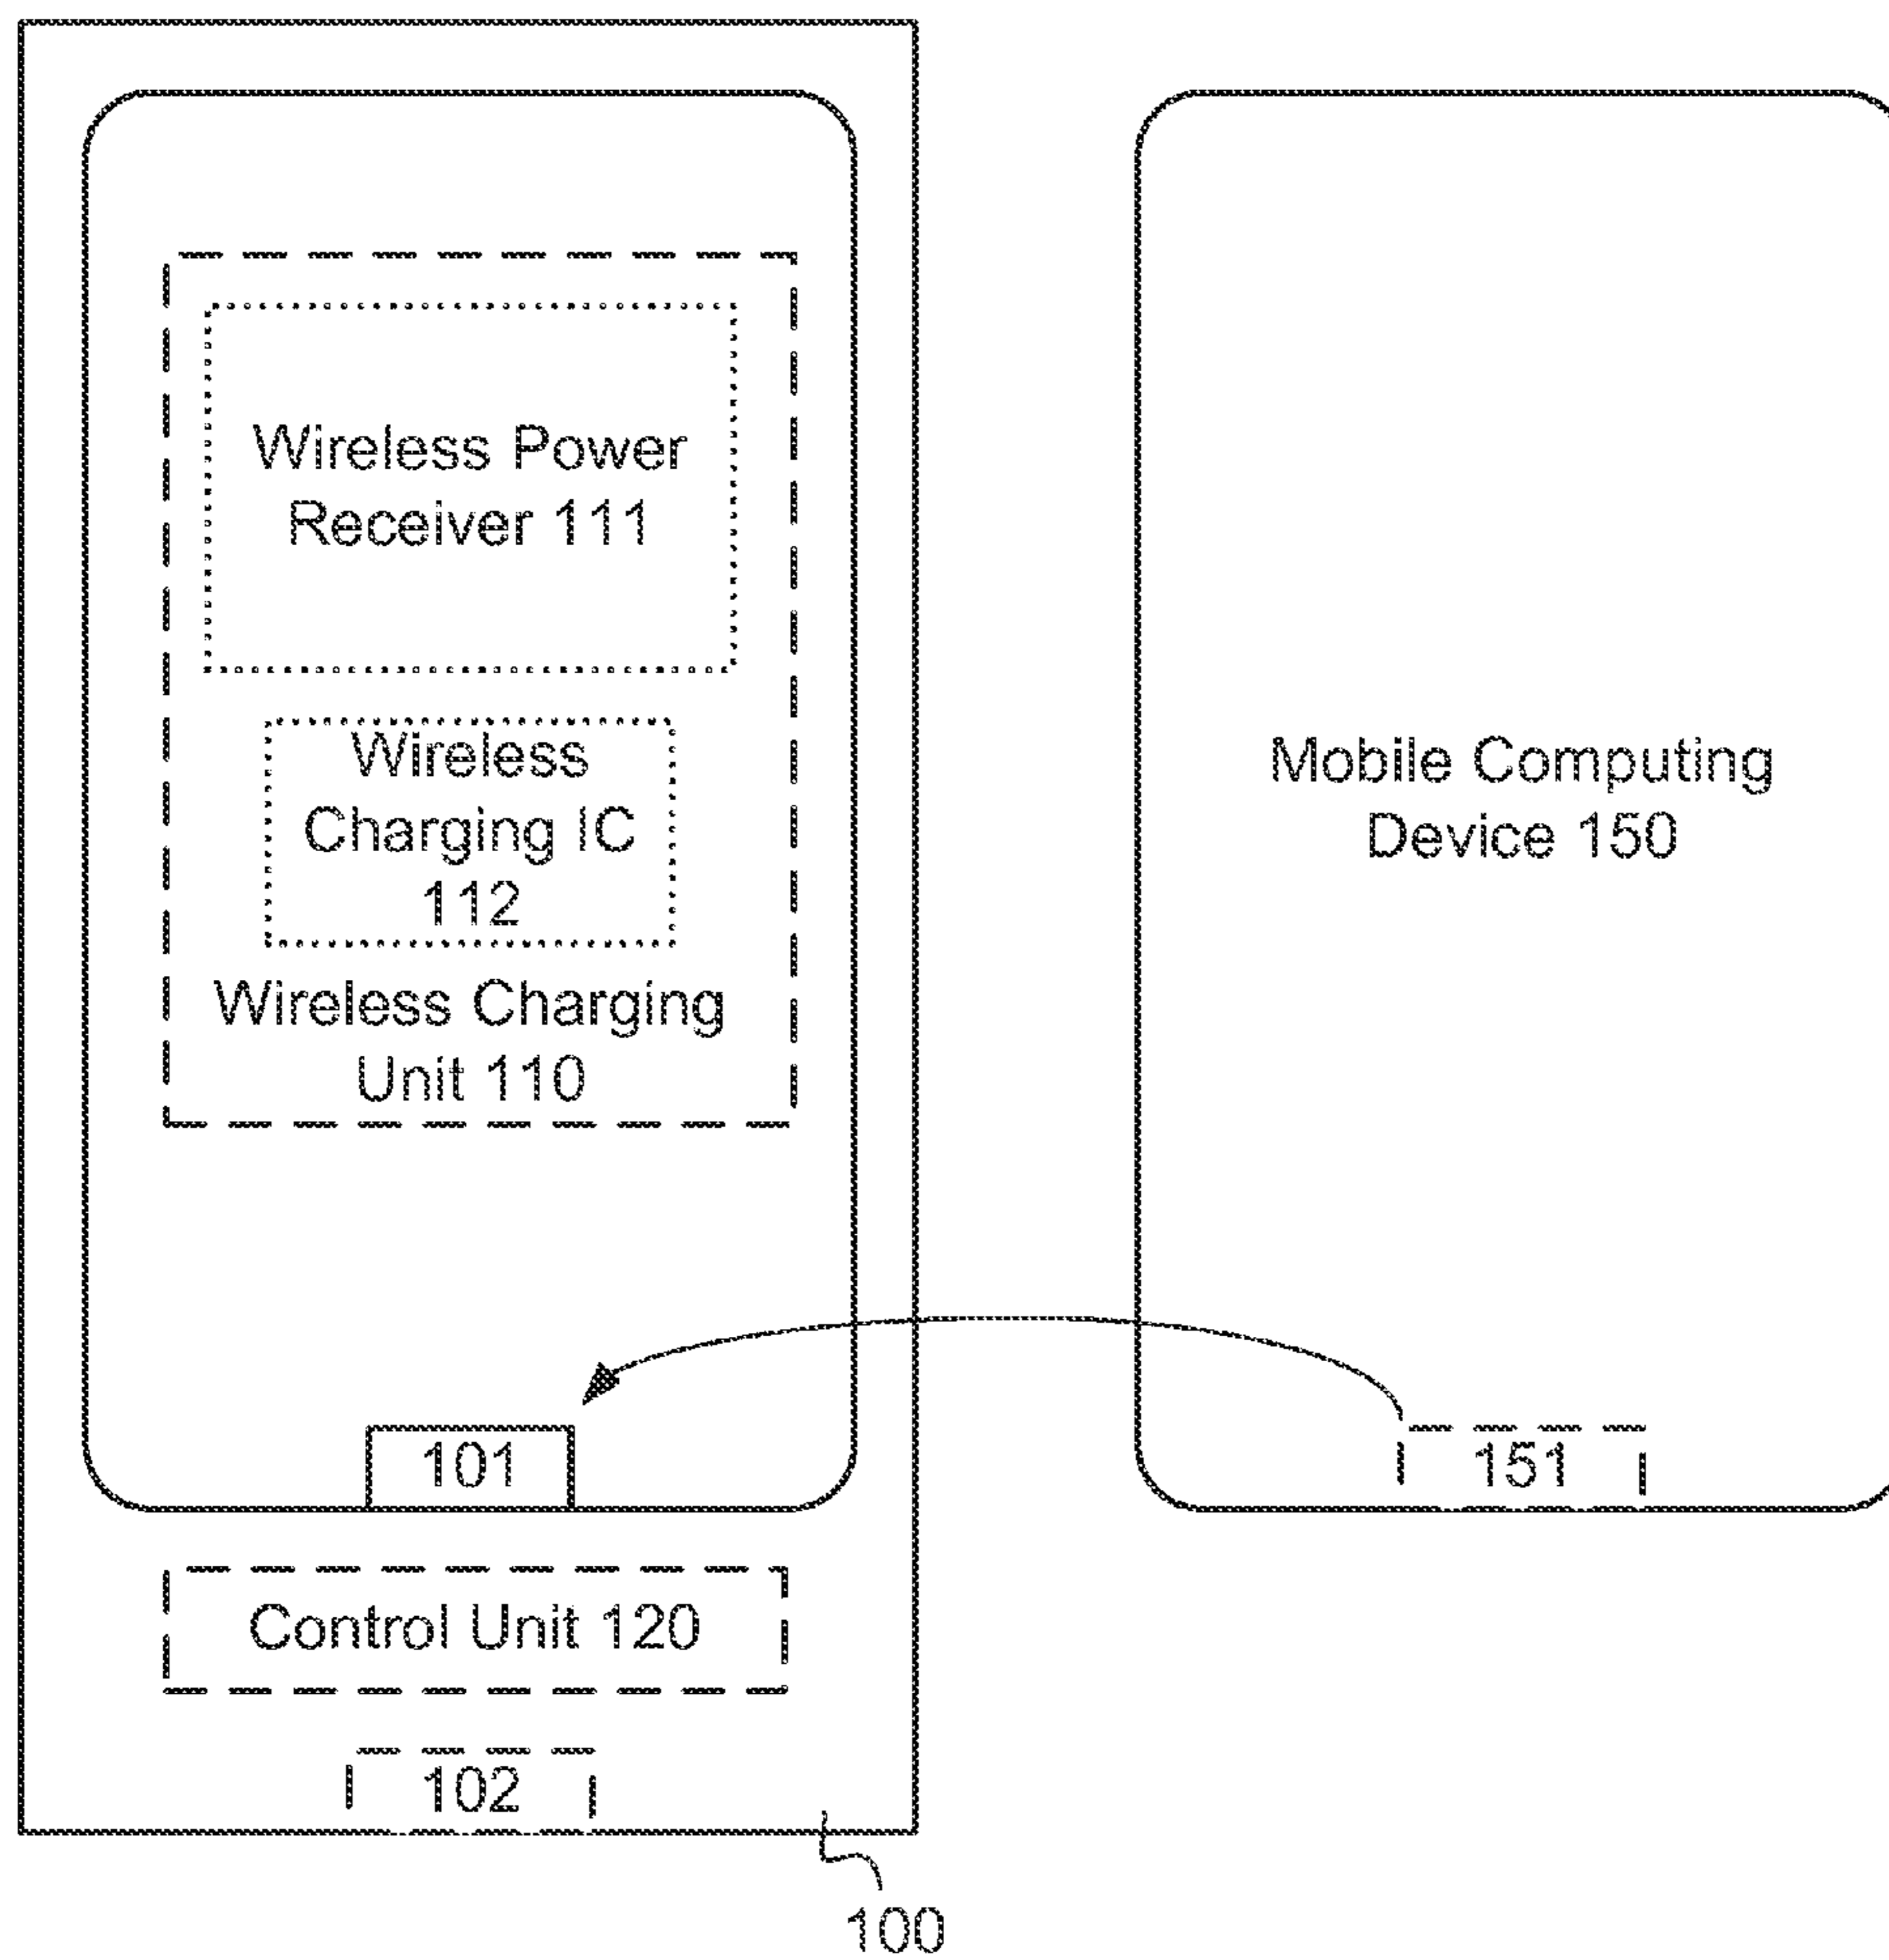 Wireless Power
Receiver 111
Wireless
Charging IC
112
Wireless Charging
Unit 110
Mobile Computing
Device 150
101
151
Control Unit 120
102
100